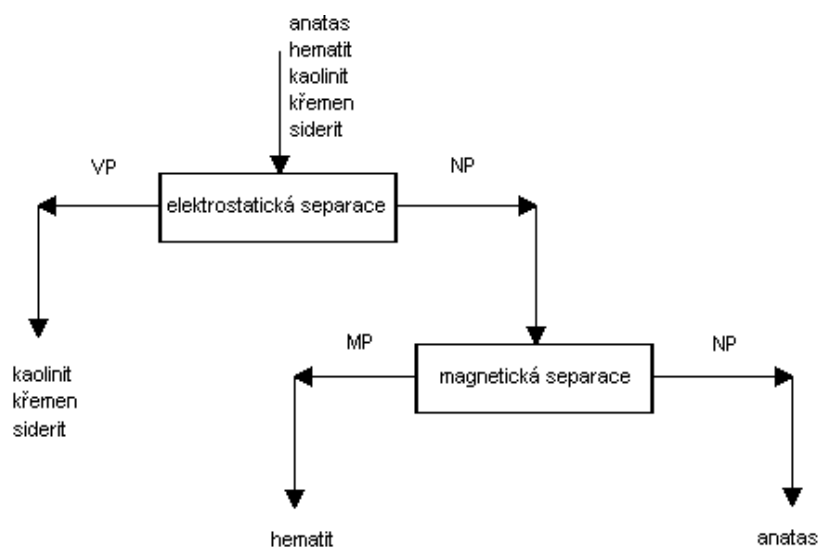 anatas
hematit
kaolinit
křemen
siderit
VP
NP
elektrostatická separace
MP
NP
magnetická separace
kaolinit
křemen
siderit
hematit
anatas